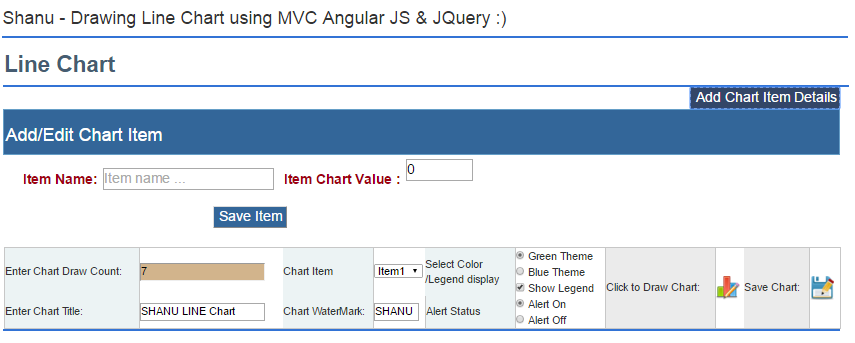 Shanu - Drawing Line Chart using MVC Angular JS & JQuery :)
Line Chart
Add Chart Item Details
Add/Edit Chart Item
Item Name: Item name ... Item Chart Value : 0
Save Item
Enter Chart Draw Count: 7 Chart Item Item1 Select Color
/Legend display
Green Theme
Blue Theme
Show Legend
Click to Draw Chart: Save Chart:
Enter Chart Title: SHANU LINE Chart Chart WaterMark: SHANU Alert Status
Alert On
Alert Off